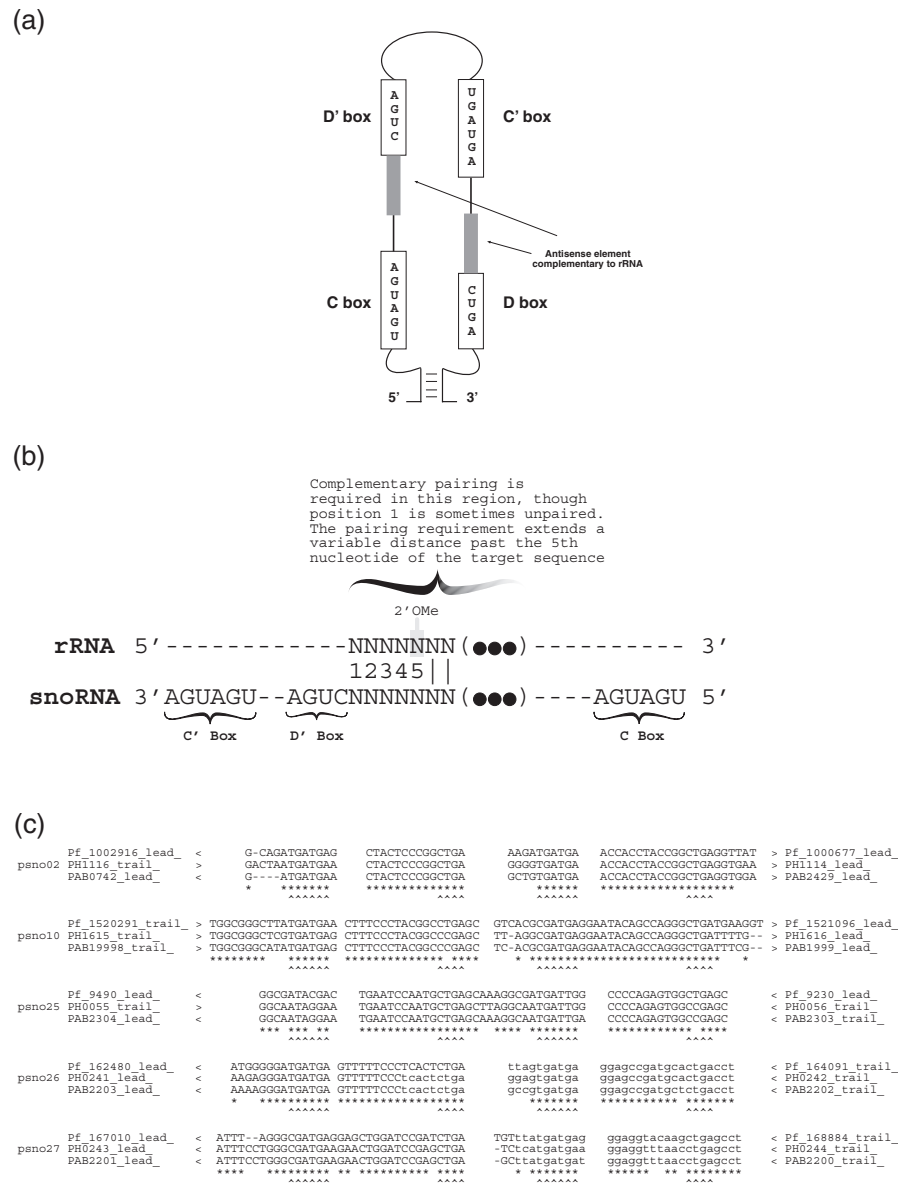 (a)
A
G
U
C
U
G
A
U
G
A
D' box
C' box
Antisense element
complementary to rRNA
A
G
U
A
G
U
C
U
G
A
C box
D box
5'
3'
(b)
Complementary pairing is
required in this region, though
position 1 is sometimes unpaired.
The pairing requirement extends a
variable distance past the 5th
nucleotide of the target sequence
2'OMe
rRNA 5'-------------NNNNNNN(●●●)----------- 3'
12345||
snoRNA 3'AGUAGU--AGUCNNNNNNN(●●●)----AGUAGU 5'
C' Box D' Box C Box
(c)
Pf_1002916_lead_ < G-CAGATGATGAG CTACTCCCGGCTGA AAGATGATGA ACCACCTACCGGCTGAGGTTAT > Pf_1000677_lead_
psno02 PH1116_trail_ > GACTAATGATGAA CTACTCCCGGCTGA GGGGTGATGA ACCACCTACCGGCTGAGGTGAA > PH1114_lead_
PAB0742_lead_ < G----ATGATGAA CTACTCCCGGCTGA GCTGTGATGA ACCACCTACCGGCTGAGGTGGA > PAB2429_lead_
* ******* ************** ****** *****************
^^^^^^ ^^^^ ^^^^^^ ^^^^
Pf_1520291_trail_ > TGGCGGGCTTATGATGAA CTTTCCCTACGGCCTGAGC GTCACGCGATGAGGAATACAGCCAGGGCTGATGAAGGT > Pf_1521096_lead_
psno10 PH1615_trail_ > TGGCGGGCTCGTGATGAG CTTTCCCTACGGCCCGAGC TTT-AGGCGATGAGGAATACAGCCAGGGCTGATTTTG-- > PH1616_lead_
PAB19998_trail_ > TGGCGGGCATATGATGAG CTTTCCCTACGGCCCGAGC TC-ACGCGATGAGGAATACAGCCAGGGCTGATTTCG-- > PAB1999_lead_
^^^^^^ ^^^^ ^^^^^^ ^^^^
Pf_9490_lead_ < GGCGATACGAC TGAATCCAATGCTGAGCAAAGGCGATGATTGG CCCCAGAGTGGCTGAGC < Pf_9230_lead_
psno25 PH0055_trail_ > GGGCAATAGGAA TGAATCCAATGCTGAGCTTAGGCAATGATTGG CCCCAGAGTGGCCGAGC > PH0056_trail_
PAB2304_lead_ < GGGCAATAGGAA TGAATCCAATGCTGAGCAAAGGCAATGATTGA CCCCAGAGTGGCCGAGC < PAB2303_trail_
^^^^^^ ^^^^ ^^^^^^ ^^^^
Pf_162480_lead_ < ATGGGGGATGATGA GTTTTTCCCTCACTCTGA ttagtgatga ggagccgatgcactgacct < Pf_164091_trail_
psno26 PH0241_lead_ < AAGAGGGATGATGA GTTTTTCCCtcactctga ggagtgatga ggagccgatgcactgacct < PH0242_trail_
PAB2203_lead_ < AAAAGGGATGATGA GTTTTTCCCtcactctga gccgtgatga ggagccgatgctctgacct < PAB2202_trail_
^^^^^^ ^^^^ ^^^^^^ ^^^^
Pf_167010_lead_ < ATTT--AGGGCGATGAGGAGCTGGATCCGATCTGA TGTttatgatgag ggaggtacaagctgagcct < Pf_168884_trail_
psno27 PH0243_lead_ < ATTTCCTGGGCGATGAAGAACTGGATCCGAGCTGA -TCtcatgatgaa ggaggtttaacctgagcct < PH0244_trail_
PAB2201_lead_ < ATTTCCTGGGCGATGAAGAACTGGATCCGAGCTGA -GCttatgatgat ggaggtttaacctgagcct < PAB2200_trail_
^^^^^^ ^^^^ ^^^^^^ ^^^^